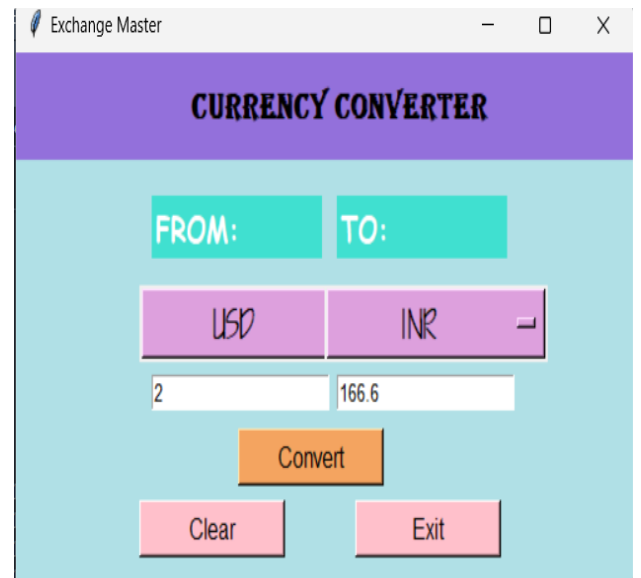 Exchange Master
CURRENCY CONVERTER
FROM: TO:
USD INR
2 166.6
Convert
Clear Exit